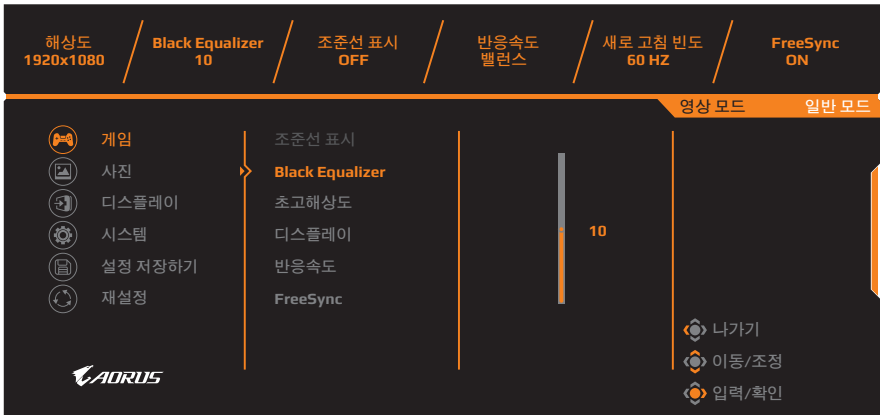 해상도
1920x1080
Black Equalizer
10
조준선 표시
OFF
반응속도
밸런스
새로 고침 빈도
60 HZ
FreeSync
ON
영상 모드 일반 모드
게임
사진
디스플레이
시스템
설정 저장하기
재설정
조준선 표시
Black Equalizer
초고해상도
디스플레이
반응속도
FreeSync
10
나가기
이동/조정
입력/확인
AORUS